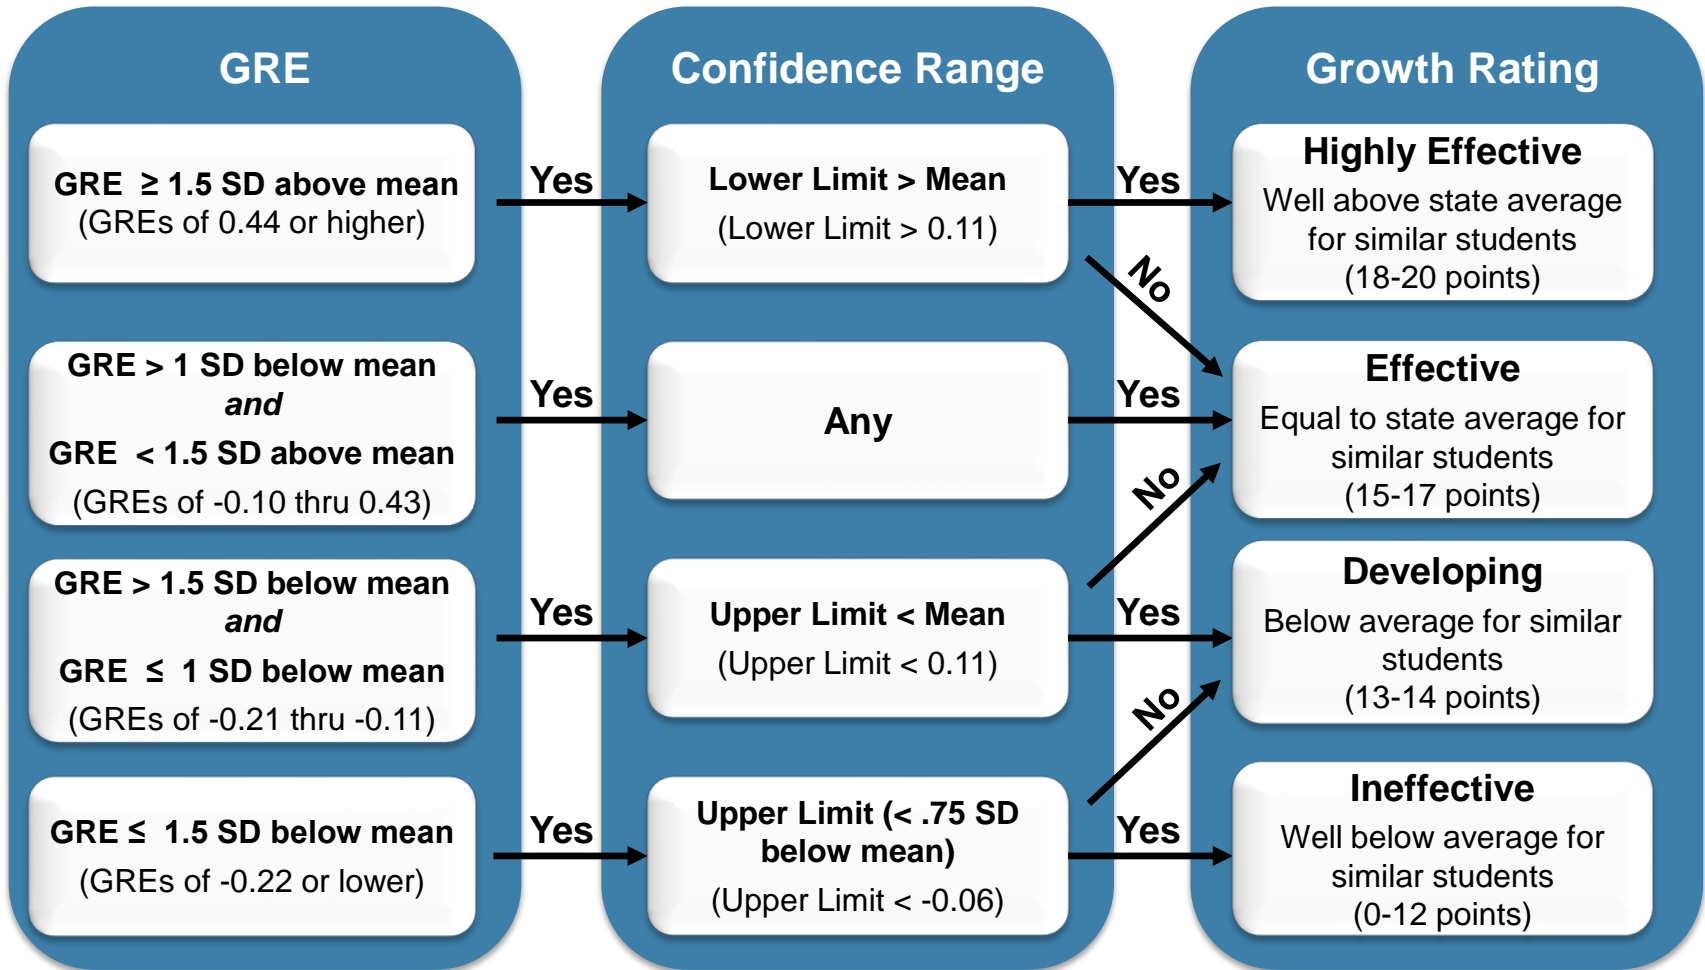 GRE
Confidence Range
Growth Rating
GRE ≥ 1.5 SD above mean
(GREs of 0.44 or higher)
Yes
Lower Limit > Mean
(Lower Limit > 0.11)
Yes
No
Highly Effective
Well above state average
for similar students
(18-20 points)
GRE > 1 SD below mean
and
GRE < 1.5 SD above mean
(GREs of -0.10 thru 0.43)
Yes
Any
Yes
Effective
Equal to state average for
similar students
(15-17 points)
GRE > 1.5 SD below mean
and
GRE ≤ 1 SD below mean
(GREs of -0.21 thru -0.11)
Yes
Upper Limit < Mean
(Upper Limit < 0.11)
No
Yes
Developing
Below average for similar
students
(13-14 points)
GRE ≤ 1.5 SD below mean
(GREs of -0.22 or lower)
Yes
Upper Limit (< .75 SD
below mean)
(Upper Limit < -0.06)
No
Yes
Ineffective
Well below average for
similar students
(0-12 points)